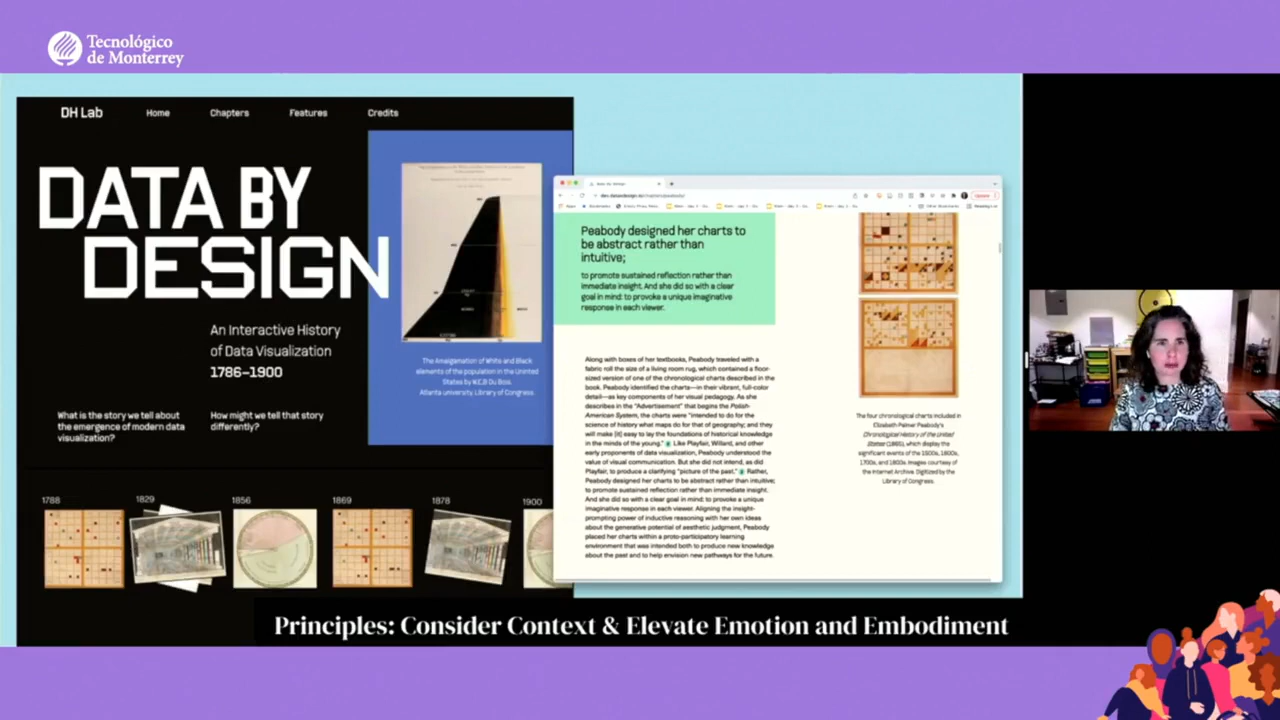 Tecnológico
de Monterrey
DH Lab
Home
Chapters
Features
Credits
DATA BY
DESIGN
An Interactive History
of Data Visualization
1786–1900
What is the story we tell about
the emergence of modern data
visualization?
How might we tell that story
differently?
The Amalgamation of White and Black
elements of the population in the Uninted
States by W.E.B Du Bois.
Atlanta university. Library of Congress.
1788
1829
1856
1869
1878
1900
Peabody designed her charts to
be abstract rather than
intuitive;
to promote sustained reflection rather than
immediate insight. And she did so with a clear
goal in mind: to provoke a unique imaginative
response in each viewer.
Along with boxes of her textbooks, Peabody traveled with a
fabric roll the size of a living room rug, which contained a floor-
sized version of one of the chronological charts described in the
book. Peabody identified the charts—in their vibrant, full-color
detail—as key components of her visual pedagogy. As she
describes in the "Advertisement" that begins the Polish-
American System, the charts were "intended to do for the
science of history what maps do for that of geography; and they
will make [it] easy to lay the foundations of historical knowledge
in the minds of the young." Like Playfair, Willard, and other
early proponents of data visualization, Peabody understood the
value of visual communication. But she did not intend, as did
Playfair, to produce a clarifying "picture of the past." Rather,
Peabody designed her charts to be abstract rather than intuitive;
to promote sustained reflection rather than immediate insight.
And she did so with a clear goal in mind: to provoke a unique
imaginative response in each viewer. Aligning the insight-
prompting power of inductive reasoning with her own ideas
about the generative potential of aesthetic judgment, Peabody
placed her charts within a proto-participatory learning
environment that was intended both to produce new knowledge
about the past and to help envision new pathways for the future.
The four chronological charts included in
Elizabeth Palmer Peabody's
Chronological History of the United
States (1865), which display the
significant events of the 1500s, 1600s,
1700s, and 1800s. Images courtesy of
the Internet Archive. Digitized by the
Library of Congress.
Principles: Consider Context & Elevate Emotion and Embodiment